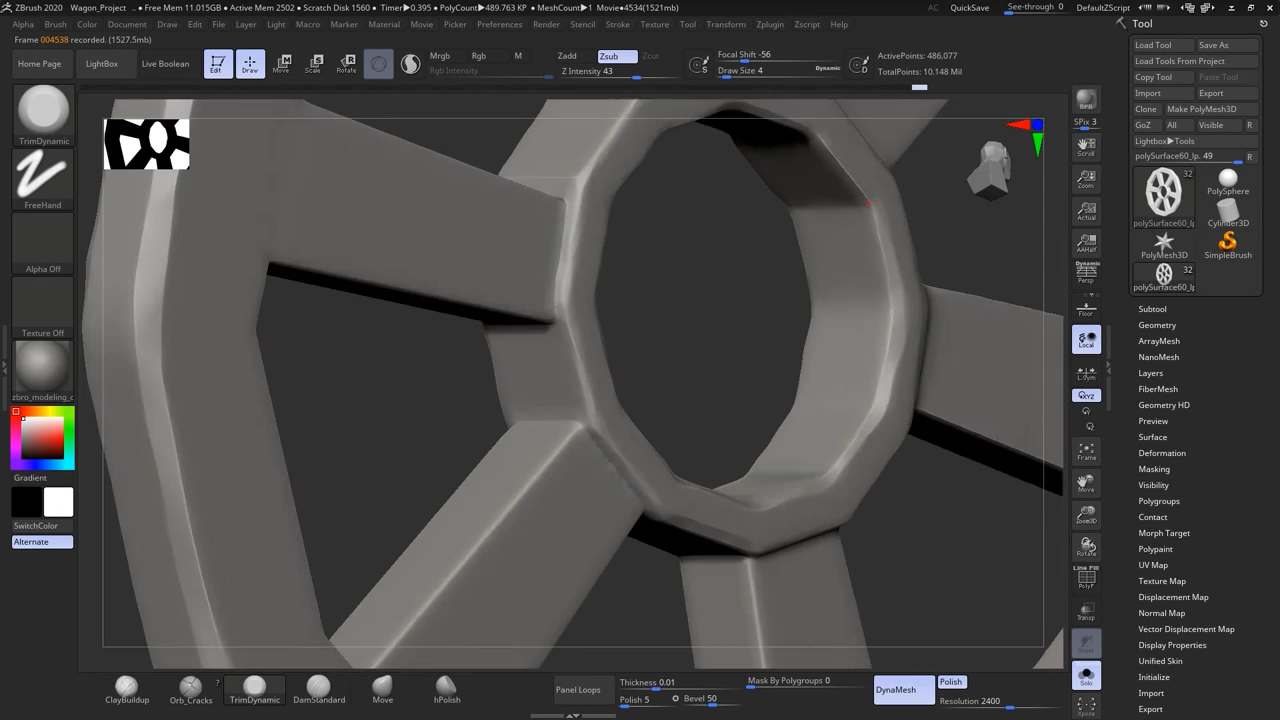 ZBrush 2020 Wagon_Project .. • Free Mem 11.015GB • Active Mem 2502 • Scratch Disk 1560 • Timer▶0.395 • PolyCount▶489.763 KP • MeshCount▶1 Movie•4534(1521mb)
AC QuickSave See-through 0 DefaultZScript
Alpha Brush Color Document Draw Edit File Layer Light Macro Marker Material Movie Picker Preferences Render Stencil Stroke Texture Tool Transform Zplugin Zscript Help
Frame 004538 recorded. (1527.5mb)
Home Page LightBox Live Boolean Edit Draw Move Scale Rotate
Mrgb Rgb M
Rgb Intensity
Zadd Zsub Zcut
Z Intensity 43
S
Focal Shift -56
Draw Size 4 Dynamic
D
ActivePoints: 486,077
TotalPoints: 10.148 Mil
TrimDynamic
FreeHand
Alpha Off
Texture Off
zbro_modeling_c
Gradient
SwitchColor
Alternate
BPR
SPix 3
Scroll
Zoom
Actual
AAHalf
Dynamic
Persp
Floor
Local
L.Sym
XYZ
Frame
Move
Zoom3D
Rotate
Line Fill
PolyF
Transp
Ghost
Solo
Xpose
Tool
Load Tool Save As
Load Tools From Project
Copy Tool Paste Tool
Import Export
Clone Make PolyMesh3D
GoZ All Visible R
Lightbox▶Tools
polySurface60_lp. 49 R
32
PolySphere
polySurface60_lp
Cylinder3D
PolyMesh3D
SimpleBrush
32
polySurface60_lp
Subtool
Geometry
ArrayMesh
NanoMesh
Layers
FiberMesh
Geometry HD
Preview
Surface
Deformation
Masking
Visibility
Polygroups
Contact
Morph Target
Polypaint
UV Map
Texture Map
Displacement Map
Normal Map
Vector Displacement Map
Display Properties
Unified Skin
Initialize
Import
Export
Claybuildup
?
Orb_Cracks
TrimDynamic
DamStandard
Move
hPolish
Panel Loops
Thickness 0.01
Polish 5
Bevel 50
Mask By Polygroups 0
DynaMesh
Polish
Resolution 2400